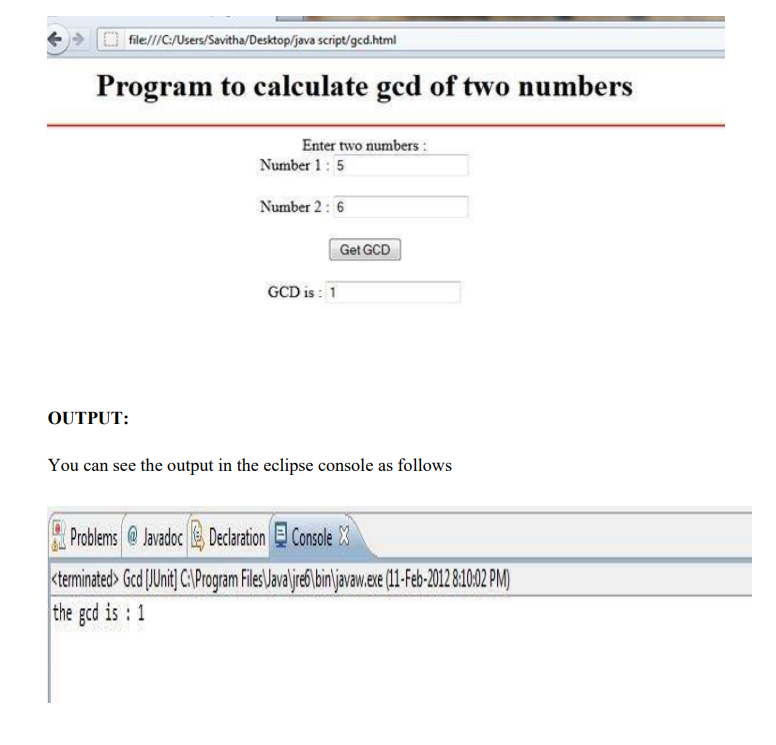 file:///C:/Users/Savitha/Desktop/java script/gcd.html
Program to calculate gcd of two numbers
Enter two numbers :
Number 1 : 5
Number 2 : 6
Get GCD
GCD is : 1
OUTPUT:
You can see the output in the eclipse console as follows
Problems @ Javadoc Declaration Console
<terminated> Gcd [JUnit] C:\Program Files\Java\jre6\bin\javaw.exe (11-Feb-2012 8:10:02 PM)
the gcd is : 1